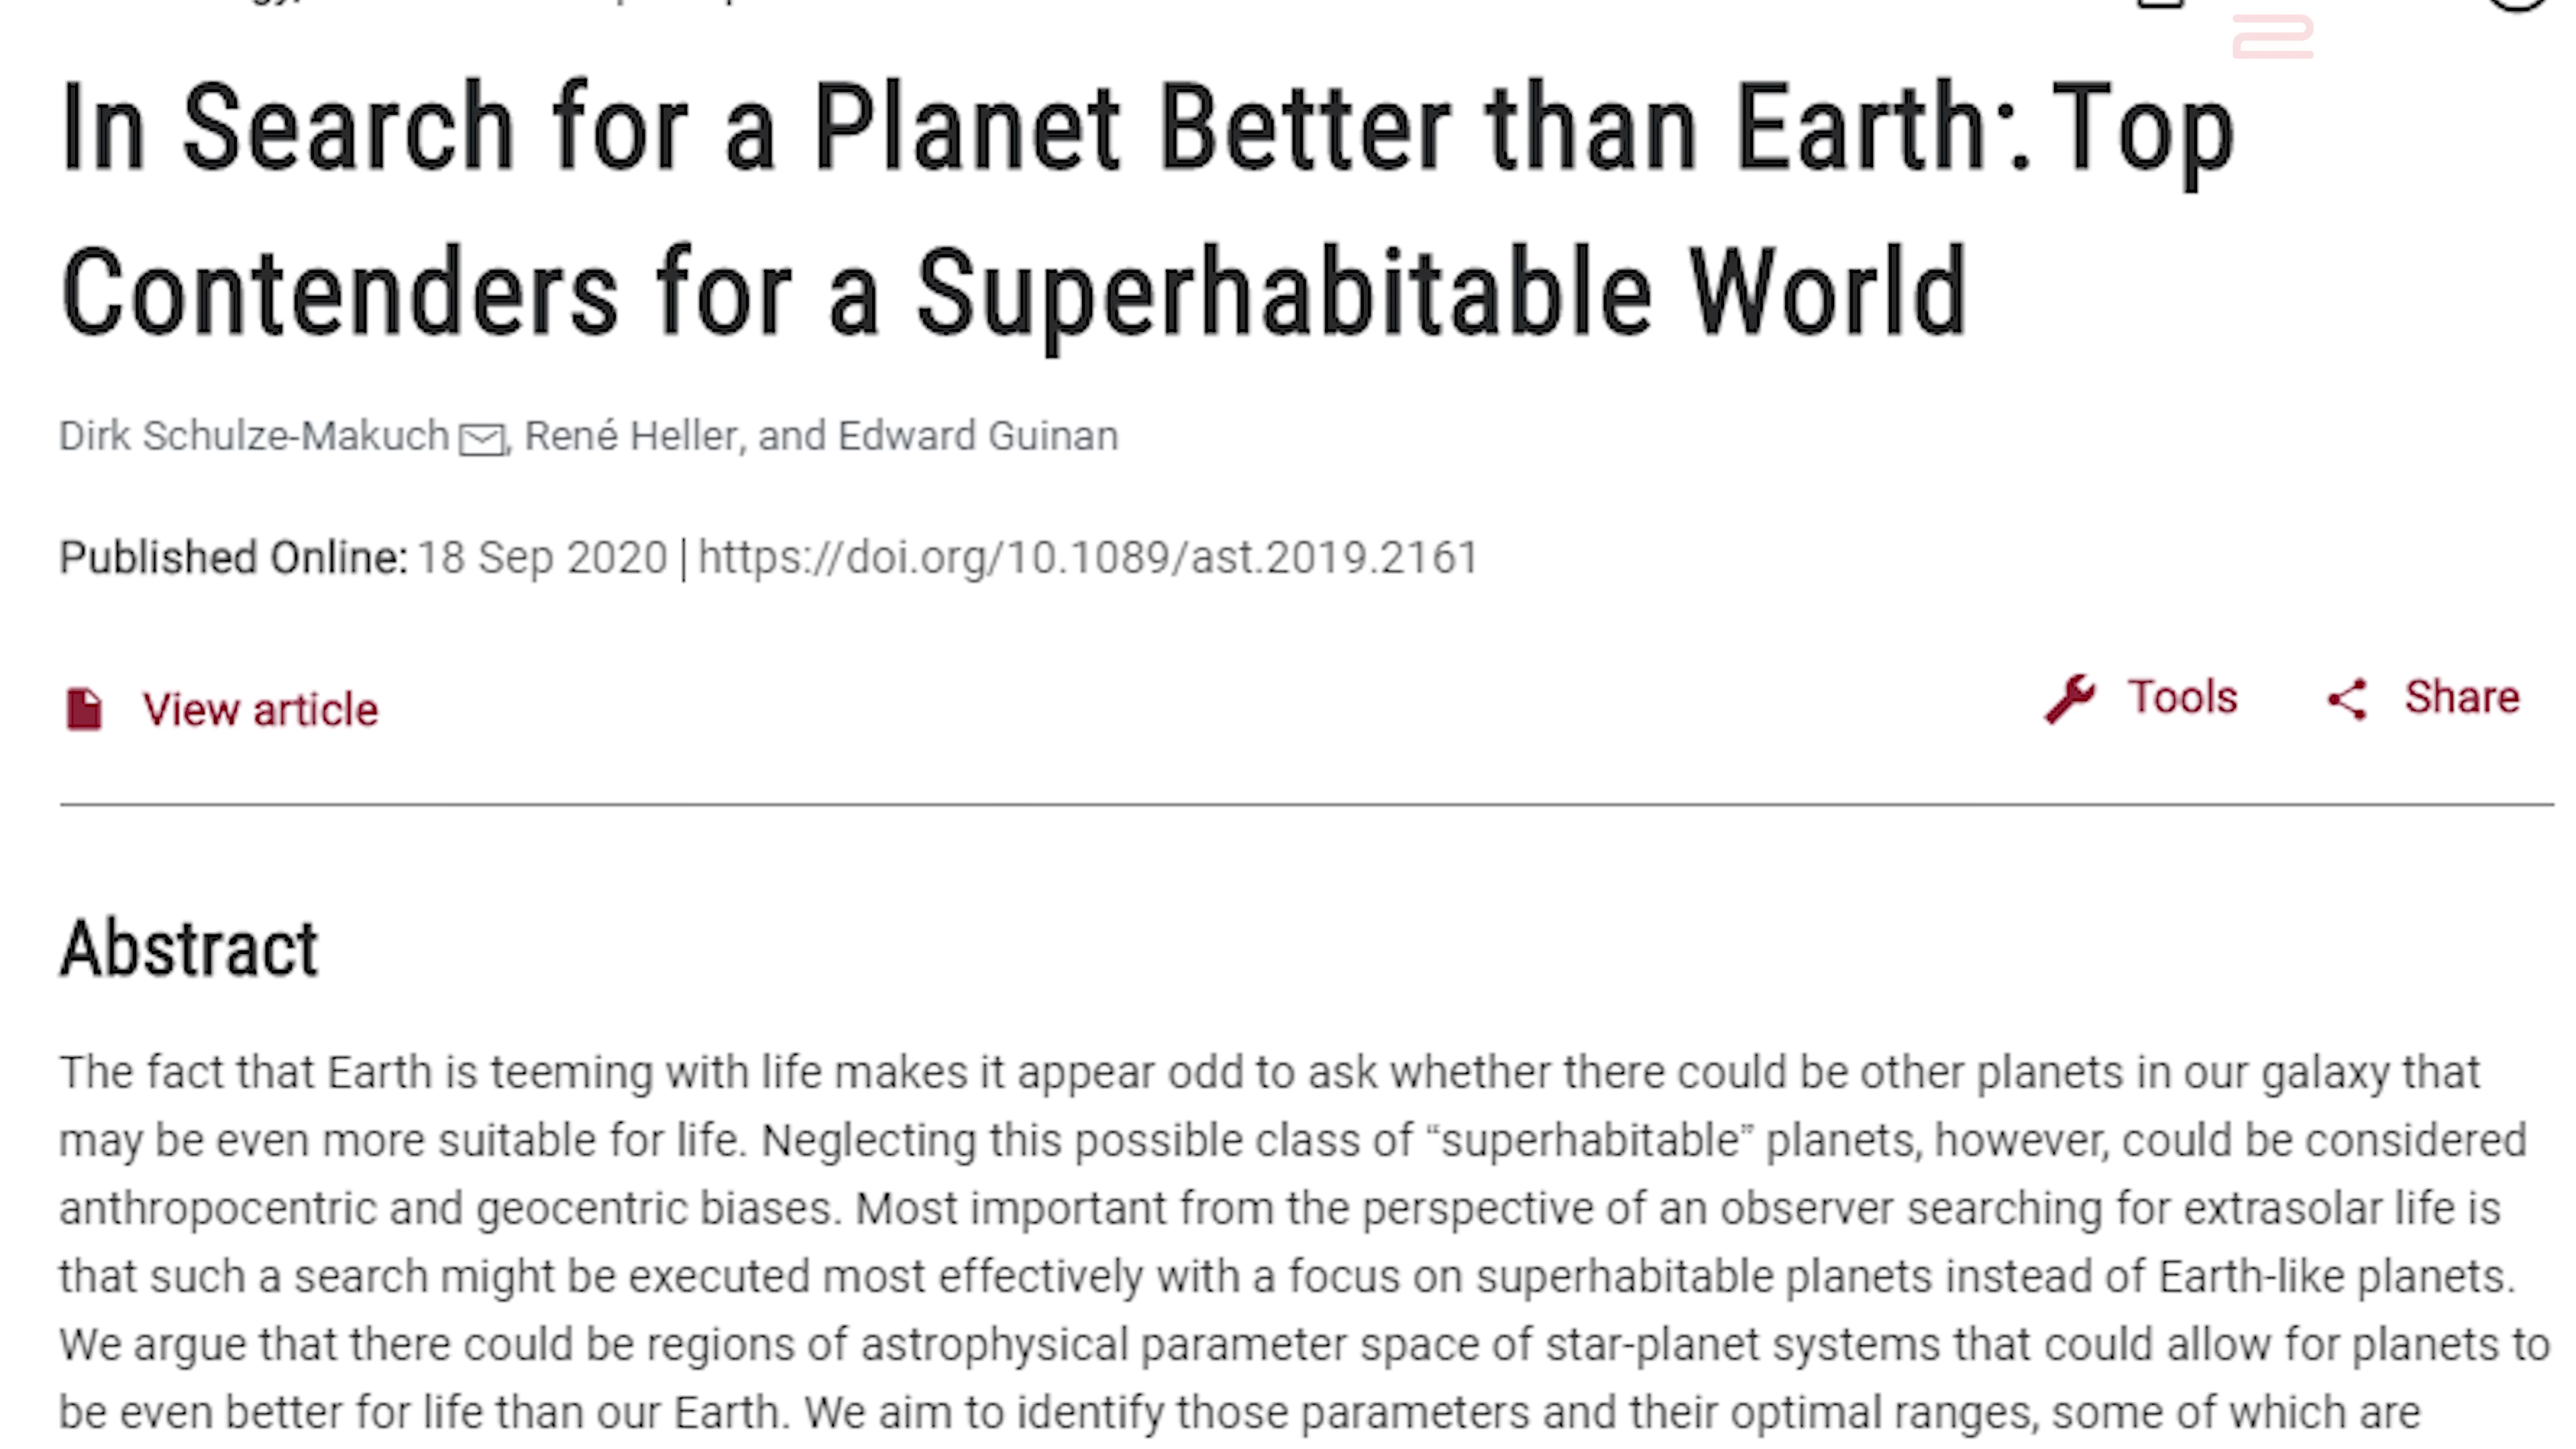 In Search for a Planet Better than Earth: Top
Contenders for a Superhabitable World
Dirk Schulze-Makuch, René Heller, and Edward Guinan
Published Online: 18 Sep 2020 | https://doi.org/10.1089/ast.2019.2161
View article
Tools
Share
Abstract
The fact that Earth is teeming with life makes it appear odd to ask whether there could be other planets in our galaxy that
may be even more suitable for life. Neglecting this possible class of “superhabitable” planets, however, could be considered
anthropocentric and geocentric biases. Most important from the perspective of an observer searching for extrasolar life is
that such a search might be executed most effectively with a focus on superhabitable planets instead of Earth-like planets.
We argue that there could be regions of astrophysical parameter space of star-planet systems that could allow for planets to
be even better for life than our Earth. We aim to identify those parameters and their optimal ranges, some of which are